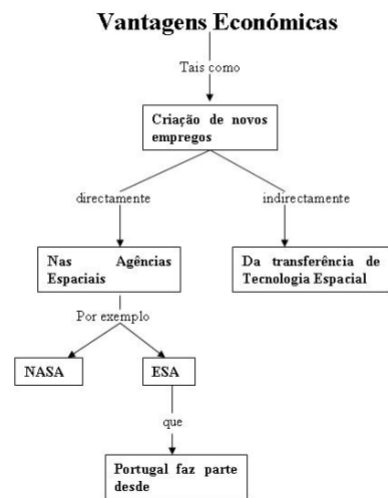 Vantagens Económicas
Tais como
Criação de novos
empregos
directamente
indirectamente
Nas Agências
Espaciais
Da transferência de
Tecnologia Espacial
Por exemplo
NASA
ESA
que
Portugal faz parte
desde